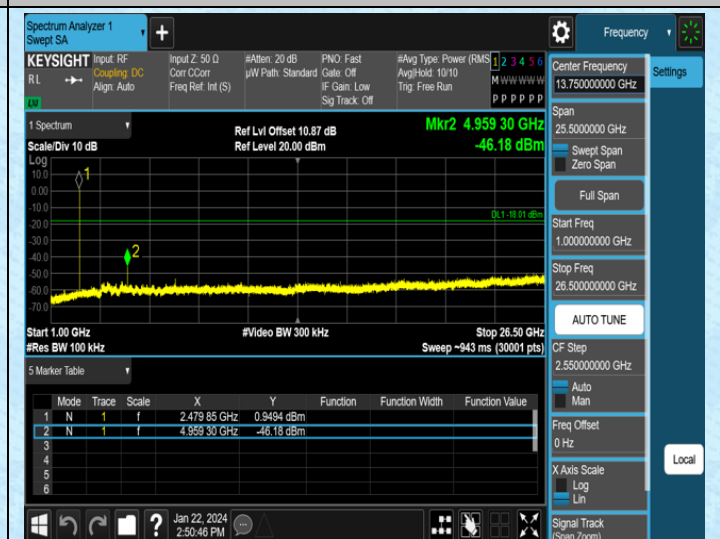 Spectrum Analyzer 1
Swept SA
Frequency
KEYSIGHT
RL
Input: RF
Coupling: DC
Align: Auto
Input Z: 50 Ω
Corr CCorr
Freq Ref: Int (S)
#Atten: 20 dB
µW Path: Standard
PNO: Fast
Gate: Off
IF Gain: Low
Sig Track: Off
#Avg Type: Power (RMS
Avg|Hold: 10/10
Trig: Free Run
1 2 3 4 5 6
M W W W W W
P P P P P P
LXI
1 Spectrum
Scale/Div 10 dB
Ref Lvl Offset 10.87 dB
Ref Level 20.00 dBm
Mkr2 4.959 30 GHz
-46.18 dBm
Log
10.0
0.00
-10.0
-20.0
-30.0
-40.0
-50.0
-60.0
-70.0
1
2
DL1 -18.01 dBm
Start 1.00 GHz
#Res BW 100 kHz
#Video BW 300 kHz
Stop 26.50 GHz
Sweep ~943 ms (30001 pts)
5 Marker Table
Mode Trace Scale X Y Function Function Width Function Value
1 N 1 f 2.479 85 GHz 0.9494 dBm
2 N 1 f 4.959 30 GHz -46.18 dBm
3
4
5
6
Jan 22, 2024
2:50:46 PM
?
Center Frequency
13.750000000 GHz
Settings
Span
25.5000000 GHz
Swept Span
Zero Span
Full Span
Start Freq
1.000000000 GHz
Stop Freq
26.500000000 GHz
AUTO TUNE
CF Step
2.550000000 GHz
Auto
Man
Freq Offset
0 Hz
Local
X Axis Scale
Log
Lin
Signal Track
(Span Zoom)